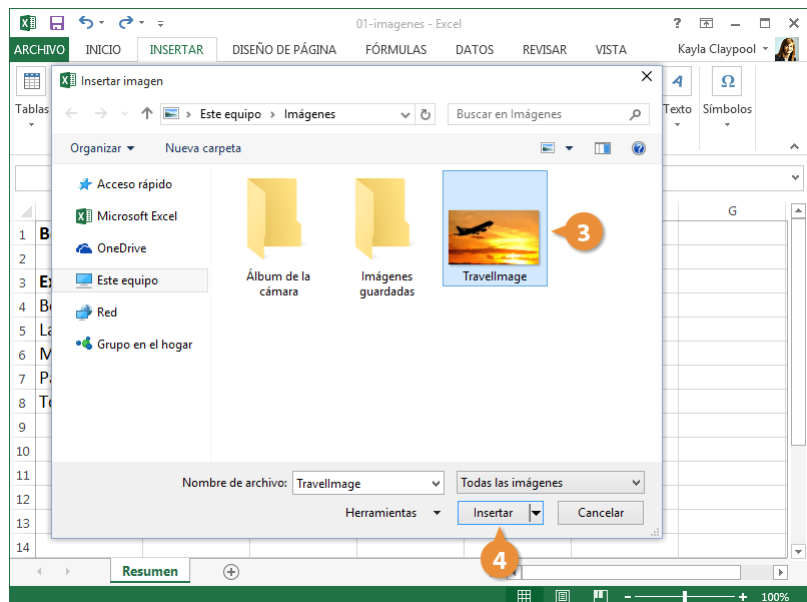 01-imagenes - Excel ?
ARCHIVO INICIO INSERTAR DISEÑO DE PÁGINA FÓRMULAS DATOS REVISAR VISTA Kayla Claypool
Insertar imagen
Tablas Texto Símbolos
A Ω
Este equipo > Imágenes Buscar en Imágenes
Organizar Nueva carpeta ?
Acceso rápido
Microsoft Excel
OneDrive
Este equipo
Red
Grupo en el hogar
Álbum de la
cámara
Imágenes
guardadas
TravelImage
3
G
1 B
2
3 E
4 B
5 La
6 M
7 Pa
8 To
9
10
11
12
13
14
Nombre de archivo: TravelImage Todas las imágenes
Herramientas Insertar Cancelar
4
Resumen
100%